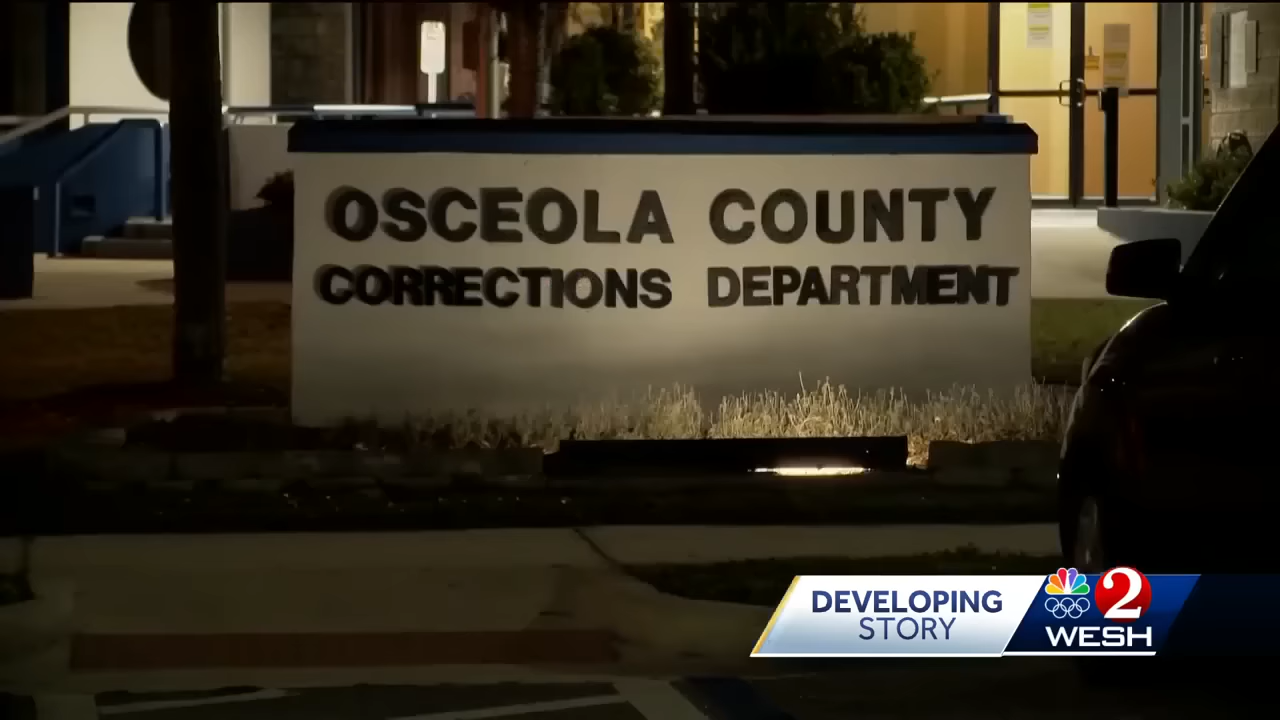 OSCEOLA COUNTY
CORRECTIONS DEPARTMENT
DEVELOPING
STORY
2
WESH